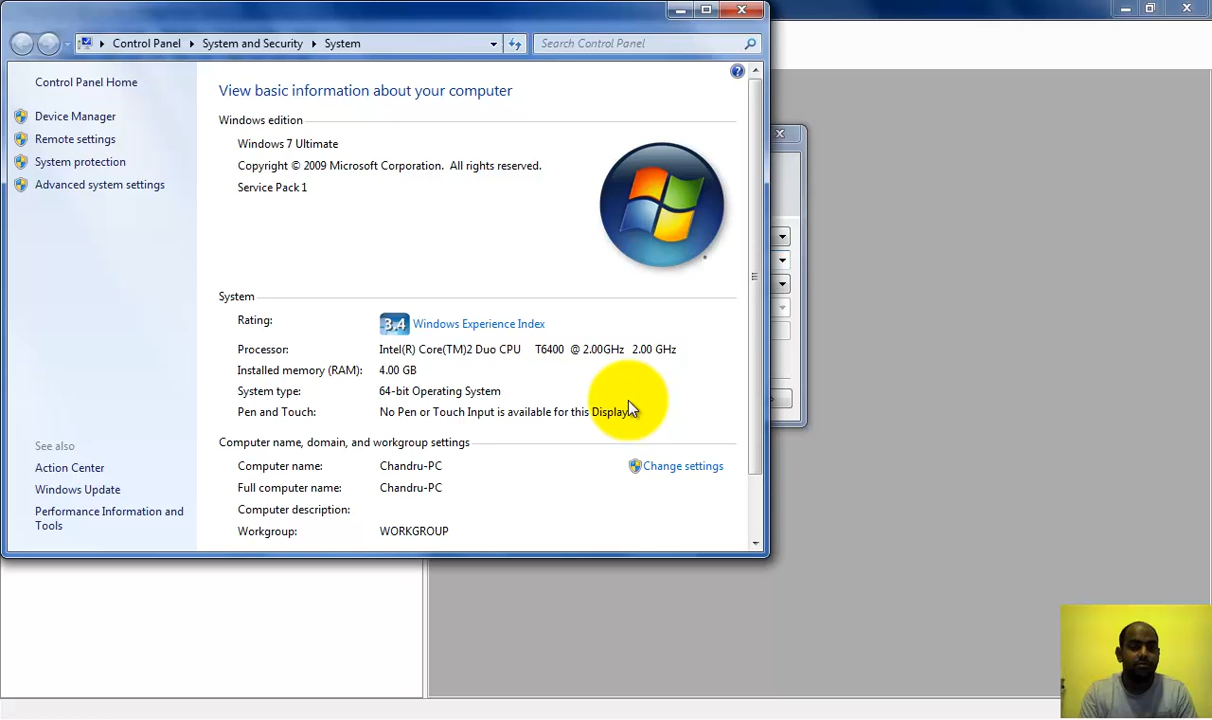 Control Panel System and Security System
Search Control Panel
Control Panel Home
Device Manager
Remote settings
System protection
Advanced system settings
See also
Action Center
Windows Update
Performance Information and
Tools
View basic information about your computer
Windows edition
Windows 7 Ultimate
Copyright © 2009 Microsoft Corporation. All rights reserved.
Service Pack 1
System
Rating: 3.4 Windows Experience Index
Processor: Intel(R) Core(TM)2 Duo CPU T6400 @ 2.00GHz 2.00 GHz
Installed memory (RAM): 4.00 GB
System type: 64-bit Operating System
Pen and Touch: No Pen or Touch Input is available for this Display
Computer name, domain, and workgroup settings
Computer name: Chandru-PC
Change settings
Full computer name: Chandru-PC
Computer description:
Workgroup: WORKGROUP